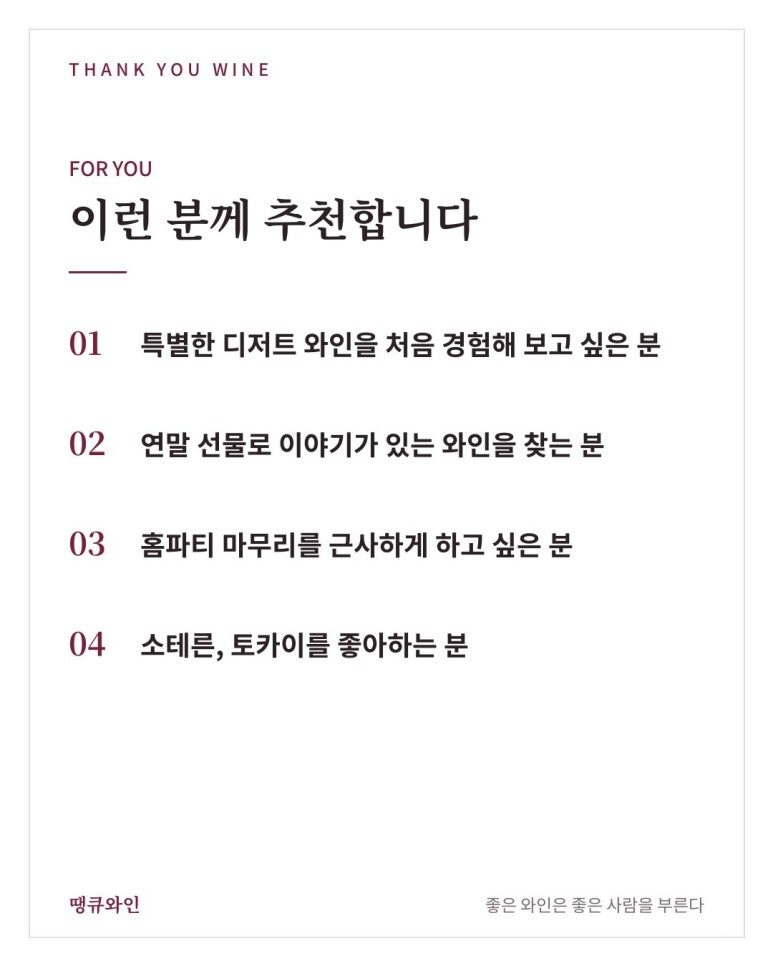 THANK YOU WINE
FOR YOU
이런 분께 추천합니다
01 특별한 디저트 와인을 처음 경험해 보고 싶은 분
02 연말 선물로 이야기가 있는 와인을 찾는 분
03 홈파티 마무리를 근사하게 하고 싶은 분
04 소테른, 토카이를 좋아하는 분
땡큐와인 좋은 와인은 좋은 사람을 부른다